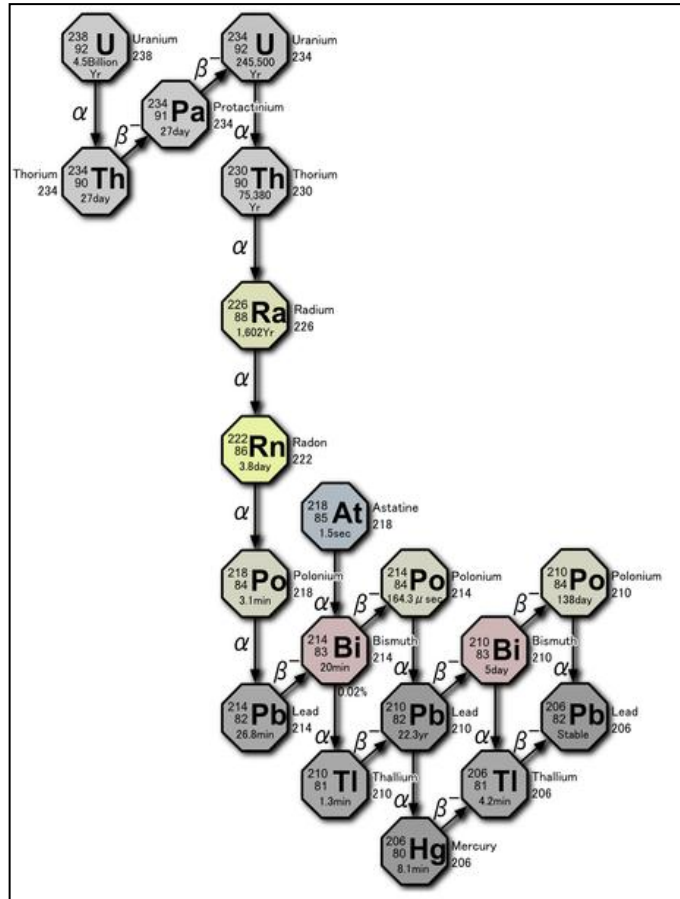 238
92 U
4.5Billion
Yr
Uranium
238
α
234
90 Th
27day
Thorium
234
β⁻
234
91 Pa
27day
Protactinium
234
β⁻
234
92 U
245,500
Yr
Uranium
234
α
230
90 Th
75,380
Yr
Thorium
230
α
226
88 Ra
1,602Yr
Radium
226
α
222
86 Rn
3.8day
Radon
222
α
218
84 Po
3.1min
Polonium
218
α
214
82 Pb
26.8min
Lead
214
β⁻
218
85 At
1.5sec
Astatine
218
α
214
83 Bi
20min
Bismuth
214
0.02%
α
210
81 Tl
1.3min
Thallium
210
β⁻
β⁻
214
84 Po
164.3 μ sec
Polonium
214
α
210
82 Pb
22.3yr
Lead
210
α
206
80 Hg
8.1min
Mercury
206
β⁻
β⁻
210
83 Bi
5day
Bismuth
210
α
206
81 Tl
4.2min
Thallium
206
β⁻
β⁻
210
84 Po
138day
Polonium
210
α
206
82 Pb
Stable
Lead
206